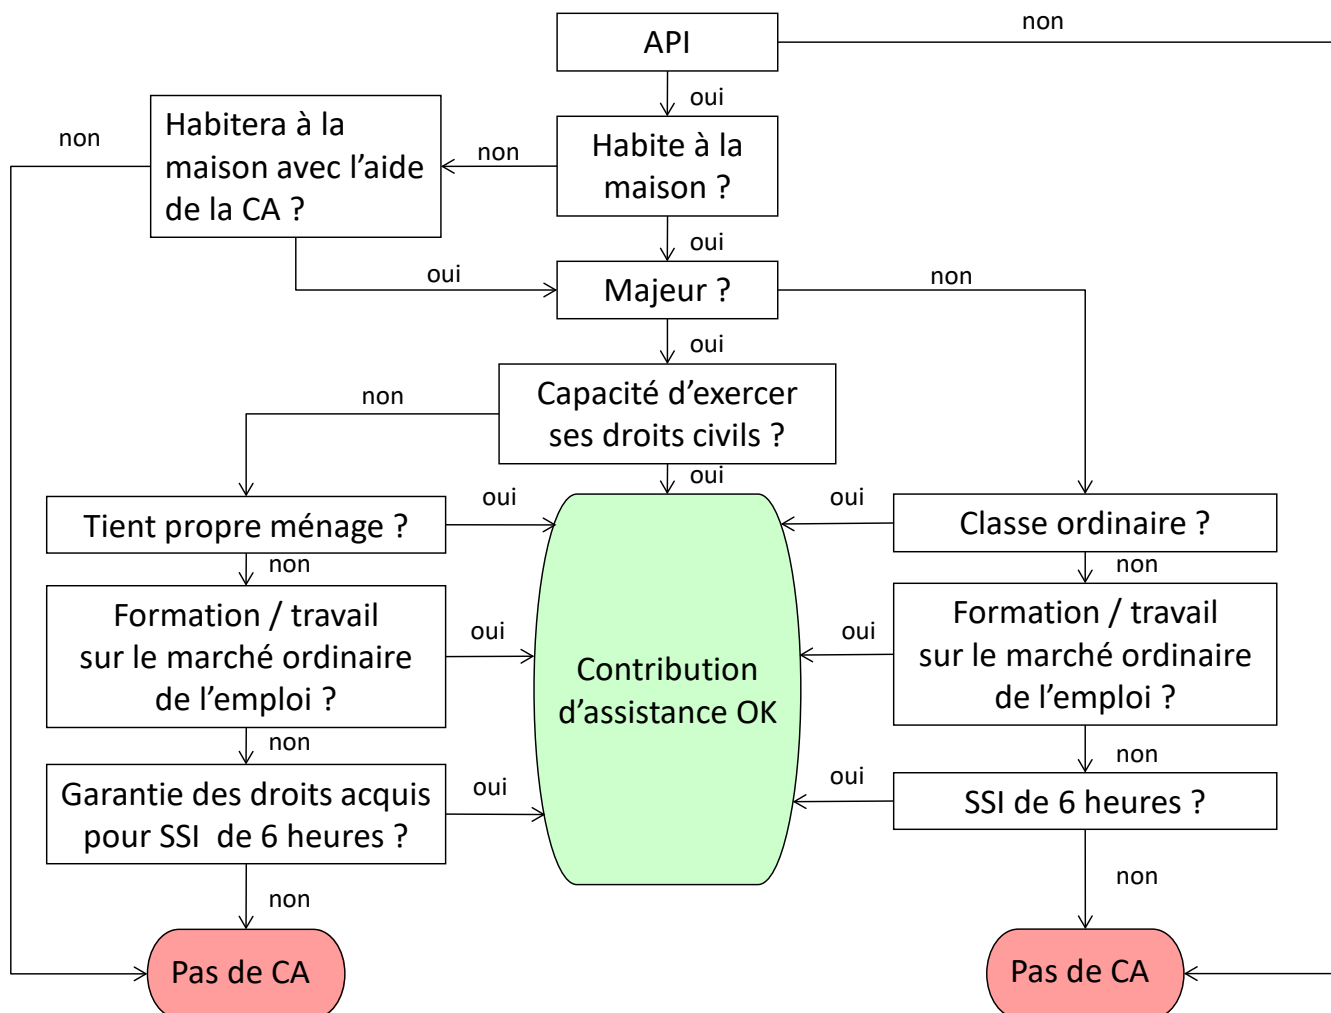 API
non
oui
non
Habitera à la
maison avec l’aide
de la CA ?
non
Habite à la
maison ?
oui
oui
Majeur ?
non
oui
non
Capacité d’exercer
ses droits civils ?
oui
Tient propre ménage ?
oui
oui
Classe ordinaire ?
non
non
Formation / travail
sur le marché ordinaire
de l’emploi ?
oui
Contribution
d’assistance OK
oui
Formation / travail
sur le marché ordinaire
de l’emploi ?
non
non
Garantie des droits acquis
pour SSI de 6 heures ?
oui
oui
SSI de 6 heures ?
non
non
Pas de CA
Pas de CA